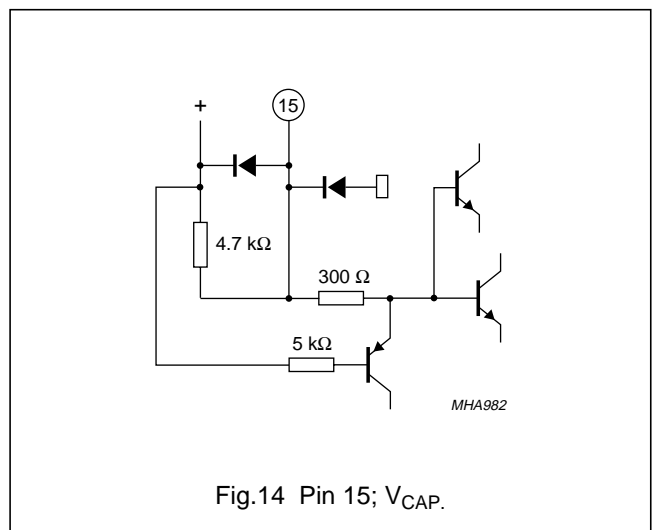 +
15
4.7 kΩ
300 Ω
5 kΩ
MHA982
Fig.14 Pin 15; VCAP.